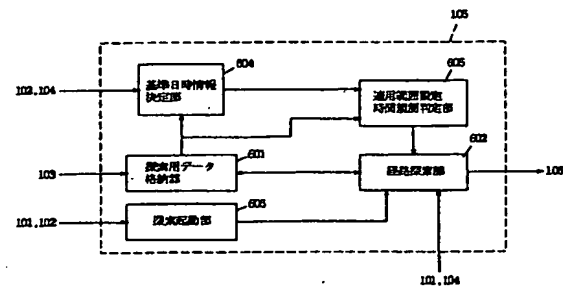 105
604
基準日時情報
決定部
102,104
605
適用範囲設定
時間範囲判定部
602
103
探索用データ
格納部
601
経路探索部
106
101,102
探索起動部
603
101,104